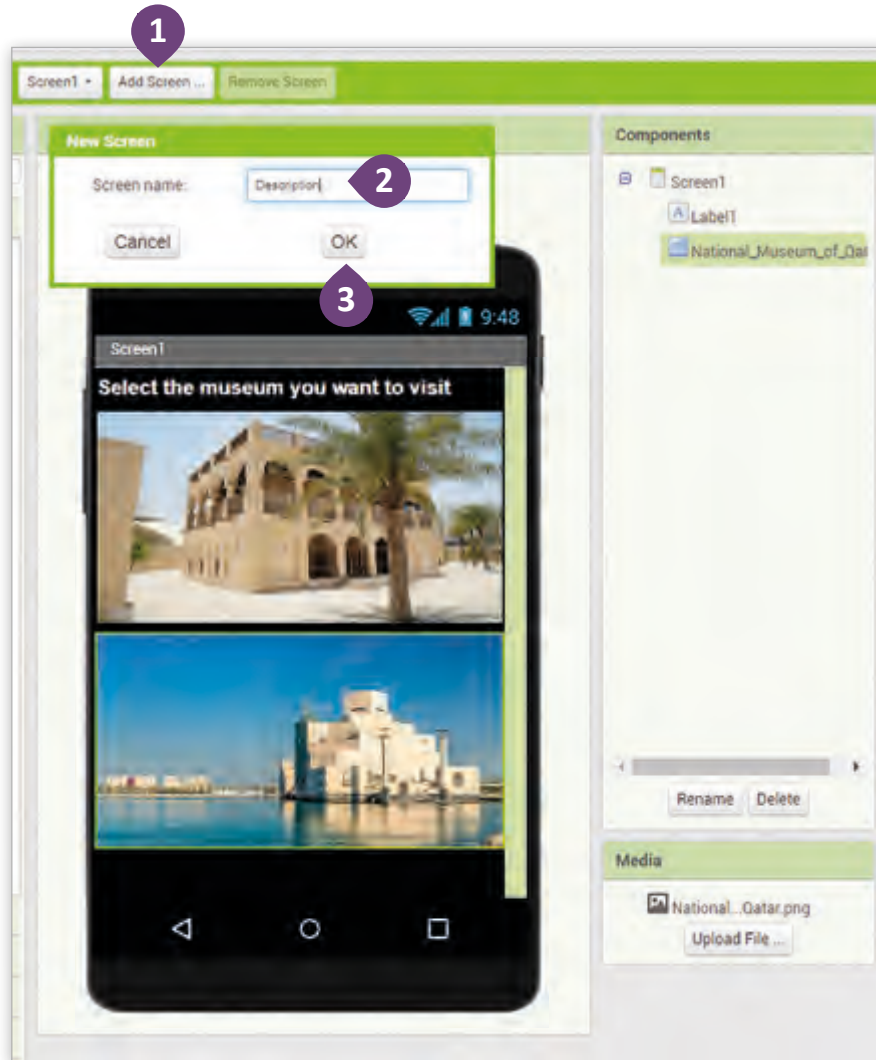 1
Screen1
Add Screen ...
Remove Screen
New Screen
Screen name:
Description
2
Cancel
OK
3
9:48
Screen1
Select the museum you want to visit
Components
Screen1
A Label1
National_Museum_of_Qat
Rename
Delete
Media
National...Qatar.png
Upload File ...